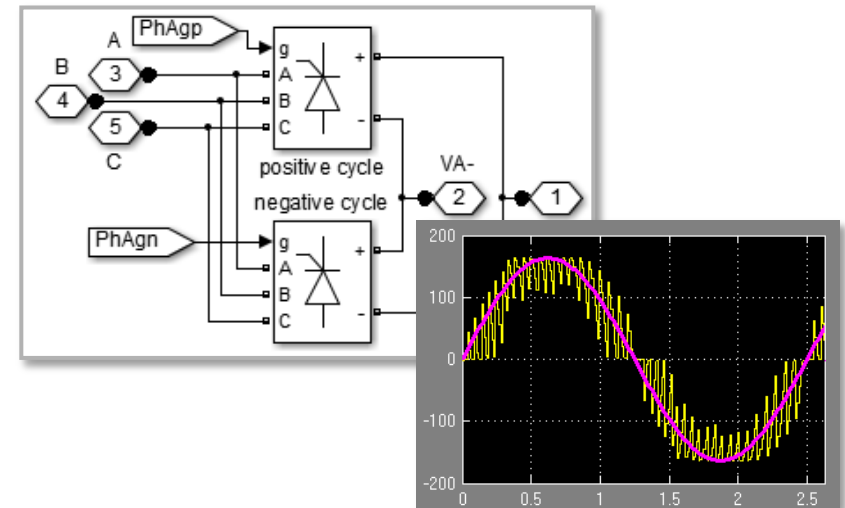 PhAgp
A
3
B
4
5
C
g
A
B
C
+
-
positive cycle
VA-
2
1
negative cycle
PhAgn
g
A
B
C
+
-
200
100
0
-100
-200
0 0.5 1 1.5 2 2.5